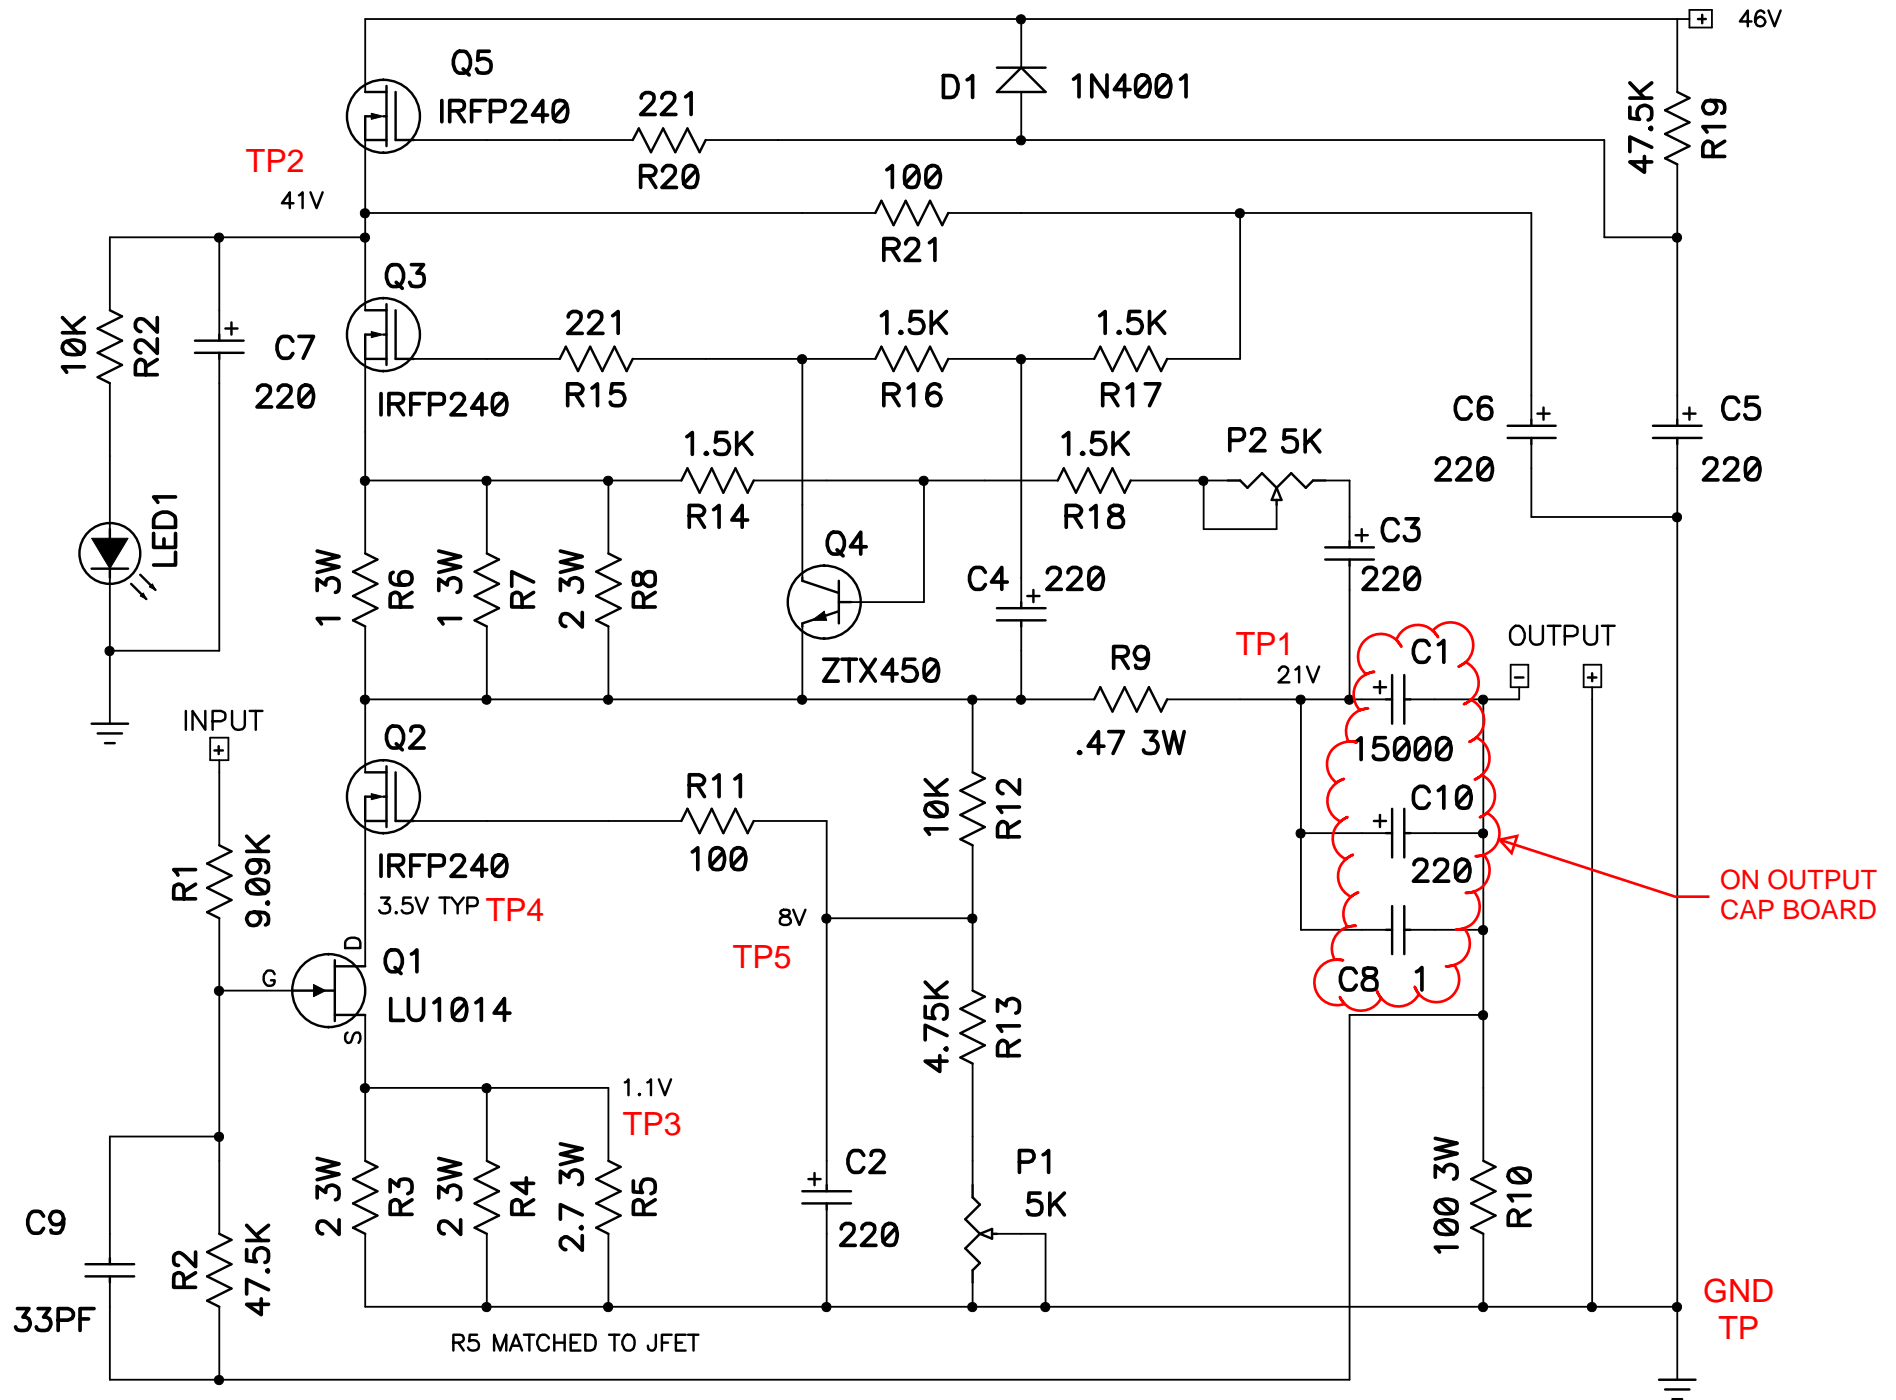 46V
Q5
IRFP240
221
R20
D1
1N4001
47.5K
R19
TP2
41V
100
R21
Q3
IRFP240
10K
R22
C7
220
221
R15
1.5K
R16
1.5K
R17
C6
220
C5
220
1.5K
R14
1.5K
R18
P2 5K
C3
220
LED1
1 3W
R6
1 3W
R7
2 3W
R8
Q4
ZTX450
C4
220
R9
.47 3W
TP1
21V
C1
15000
OUTPUT
INPUT
Q2
IRFP240
3.5V TYP
TP4
R11
100
10K
R12
C10
220
ON OUTPUT
CAP BOARD
R1
9.09K
8V
TP5
D
G
S
Q1
LU1014
4.75K
R13
C8 1
1.1V
TP3
2 3W
R3
2 3W
R4
2.7 3W
R5
C2
220
P1
5K
100 3W
R10
C9
33PF
R2
47.5K
GND
TP
R5 MATCHED TO JFET